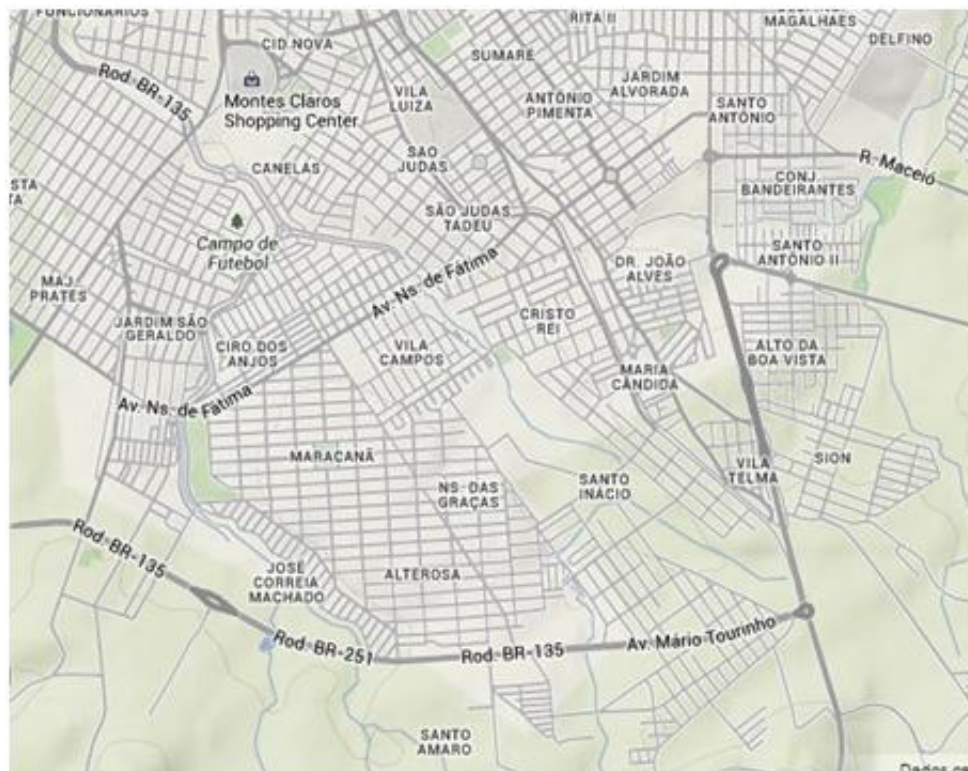 FUNCIONÁRIOS
CID NOVA
RITA II
MAGALHAES
DELFINO
SUMARE
Rod. BR-135
Montes Claros
Shopping Center
VILA
LUIZA
JARDIM
ALVORADA
ANTÔNIO
PIMENTA
SANTO
ANTÔNIO
SAO
JUDAS
CANELAS
R. Maceió
CONJ
BANDEIRANTES
STA
TA
SÃO JUDAS
TADEU
Campo de
Futebol
SANTO
ANTÔNIO II
DR. JOÃO
ALVES
MAJ.
PRATES
Av. Ns. de Fátima
JARDIM SÃO
GERALDO
CIRO DOS
ANJOS
CRISTO
REI
VILA
CAMPOS
ALTO DA
BOA VISTA
MARIA
CÂNDIDA
Av. Ns. de Fátima
MARACANÃ
VILA
TELMA
SION
NS. DAS
GRAÇAS
SANTO
INÁCIO
Rod. BR-135
JOSÉ
CORREIA
MACHADO
ALTEROSA
Rod. BR-251
Rod. BR-135
Av. Mário Tourinho
SANTO
AMARO